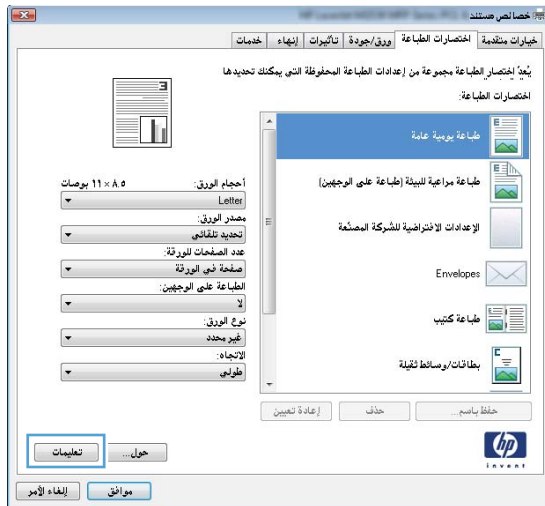 خصائص مستند
خيارات متقدمة
اختصارات الطباعة
ورق/جودة
تأثيرات
إنهاء
خدمات
يُعدّ اختصار الطباعة مجموعة من إعدادات الطباعة المحفوظة التي يمكنك تحديدها
اختصارات الطباعة:
طباعة يومية عامة
طباعة مراعية للبيئة (طباعة على الوجهين)
الإعدادات الافتراضية للشركة المصنّعة
Envelopes
طباعة كتيب
بطاقات/وسائط ثقيلة
أحجام الورق: ٨.٥ × ١١ بوصات
Letter
مصدر الورق:
تحديد تلقائي
عدد الصفحات للورقة:
صفحة في الورقة
الطباعة على الوجهين:
لا
نوع الورق:
غير محدد
الاتجاه:
طولي
حفظ باسم...
حذف
إعادة تعيين
حول...
تعليمات
hp
invent
موافق
إلغاء الأمر